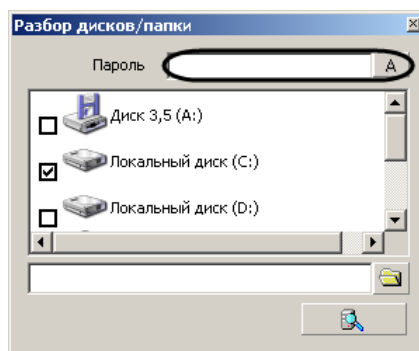 Разбор дисков/папки
Пароль A
Диск 3,5 (A:)
Локальный диск (C:)
Локальный диск (D:)